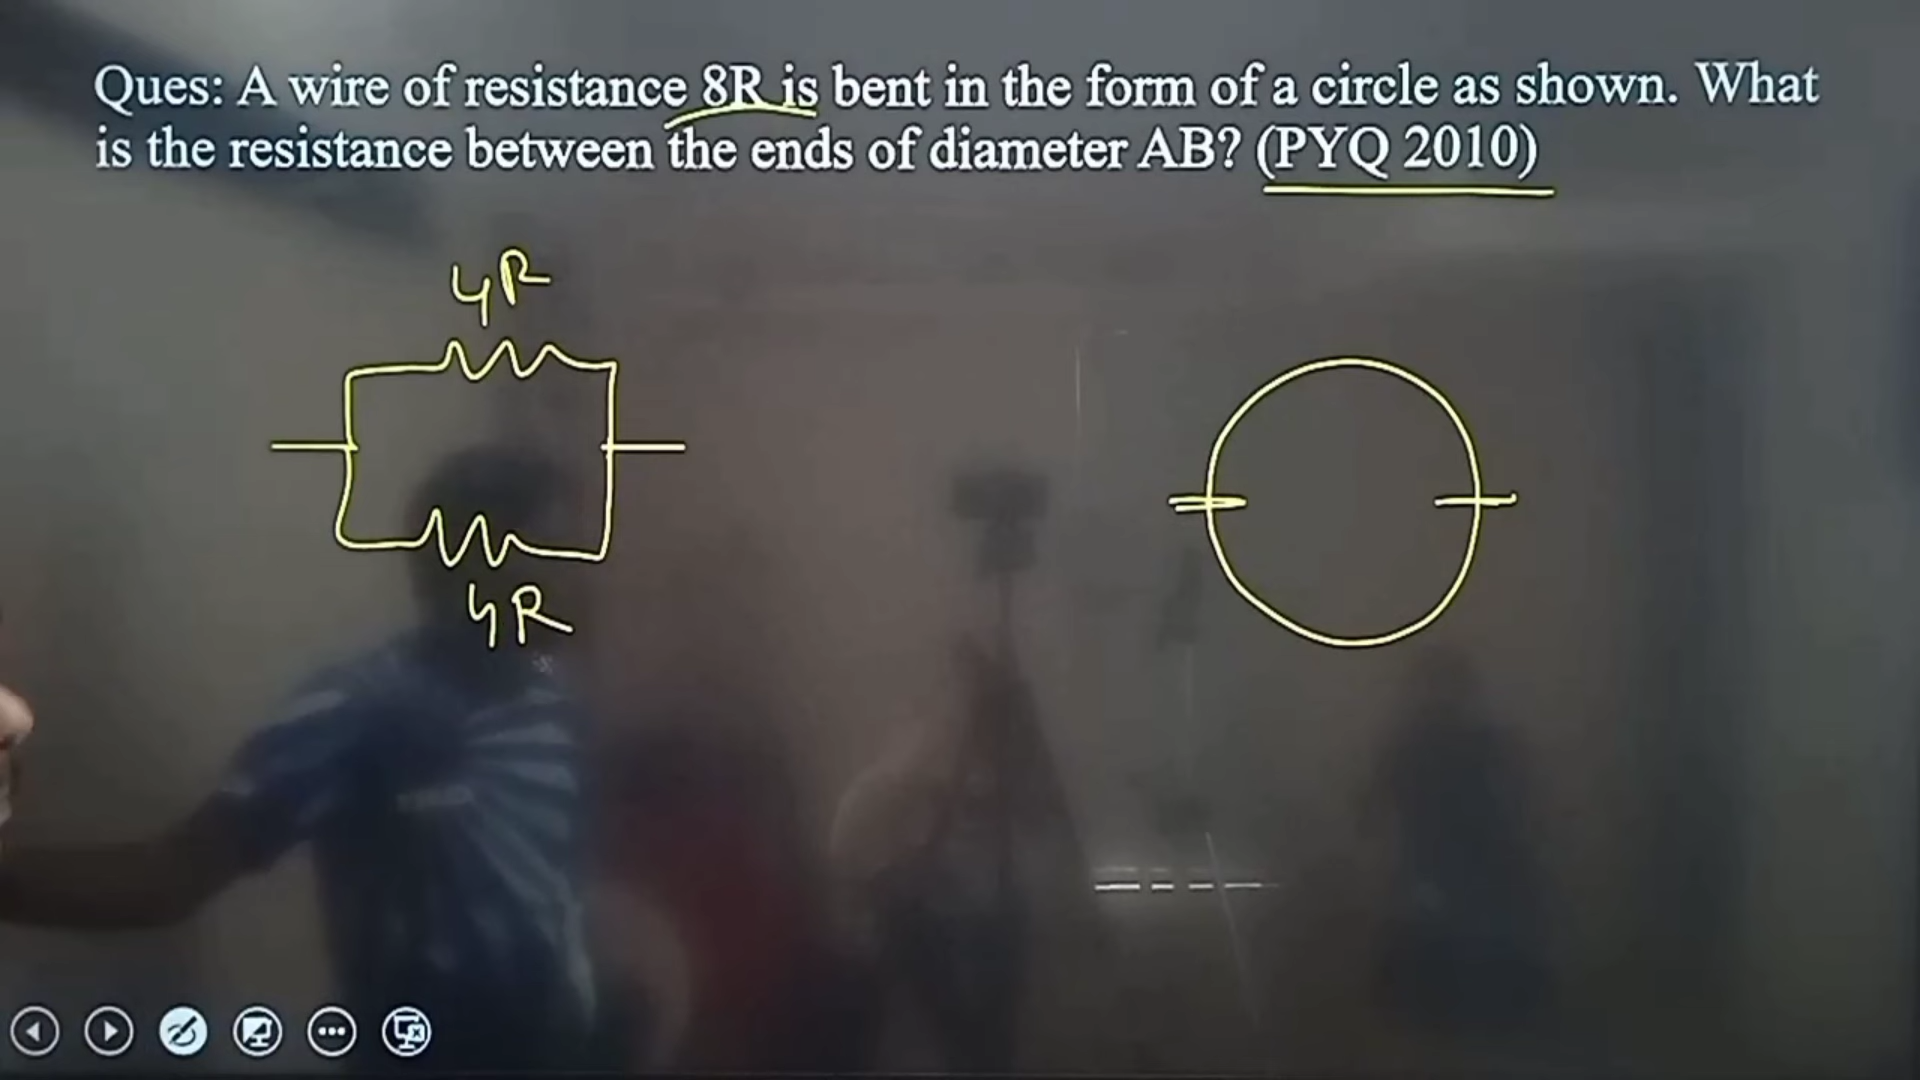 Ques: A wire of resistance 8R is bent in the form of a circle as shown. What
is the resistance between the ends of diameter AB? (PYQ 2010)
4R
4R